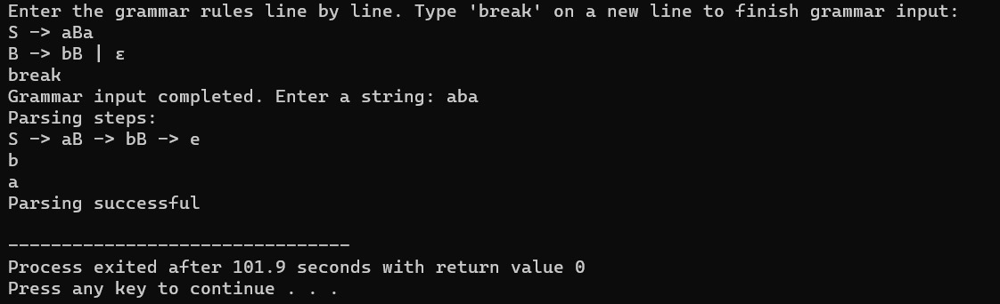 Enter the grammar rules line by line. Type 'break' on a new line to finish grammar input:
S -> aBa
B -> bB | ε
break
Grammar input completed. Enter a string: aba
Parsing steps:
S -> aB -> bB -> e
b
a
Parsing successful
--------------------------------
Process exited after 101.9 seconds with return value 0
Press any key to continue . . .